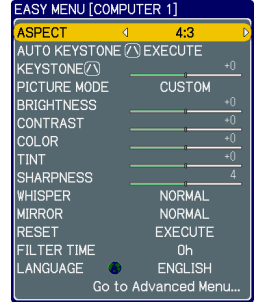 EASY MENU [COMPUTER 1]
ASPECT 4:3
AUTO KEYSTONE EXECUTE
KEYSTONE +0
PICTURE MODE CUSTOM
BRIGHTNESS +0
CONTRAST +0
COLOR +0
TINT +0
SHARPNESS 4
WHISPER NORMAL
MIRROR NORMAL
RESET EXECUTE
FILTER TIME 0h
LANGUAGE ENGLISH
Go to Advanced Menu...